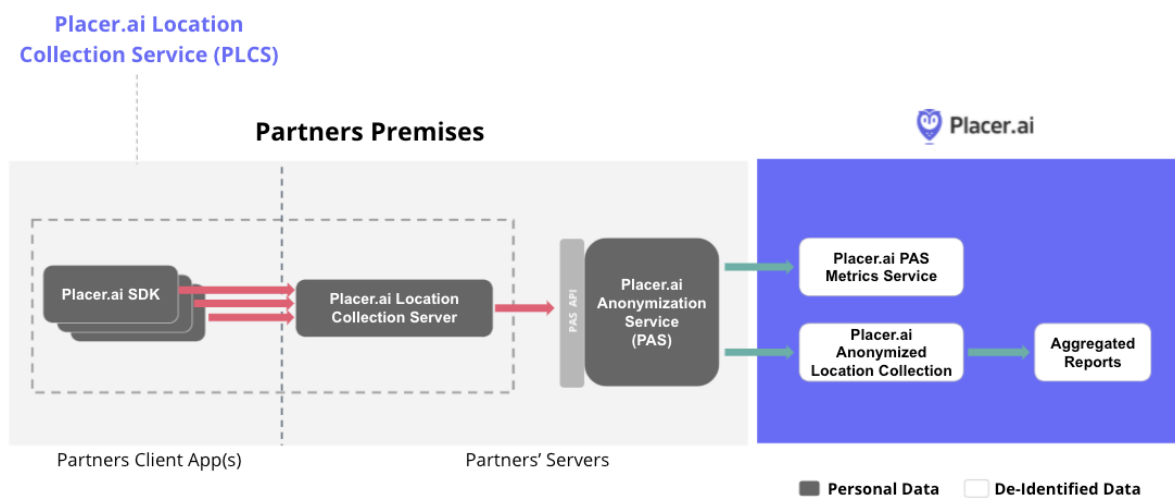 Placer.ai Location
Collection Service (PLCS)
Partners Premises
Placer.ai
Placer.ai SDK
Placer.ai Location
Collection Server
PAS API
Placer.ai
Anonymization
Service
(PAS)
Placer.ai PAS
Metrics Service
Placer.ai
Anonymized
Location Collection
Aggregated
Reports
Partners Client App(s)
Partners’ Servers
Personal Data
De-Identified Data